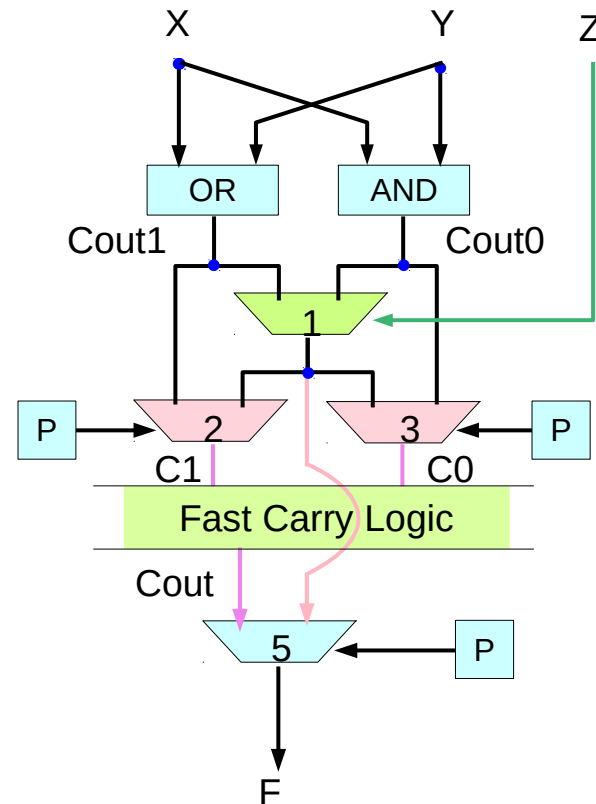 X Y Z
OR AND
Cout1 Cout0
1
P 2 3 P
C1 C0
Fast Carry Logic
Cout
5 P
F